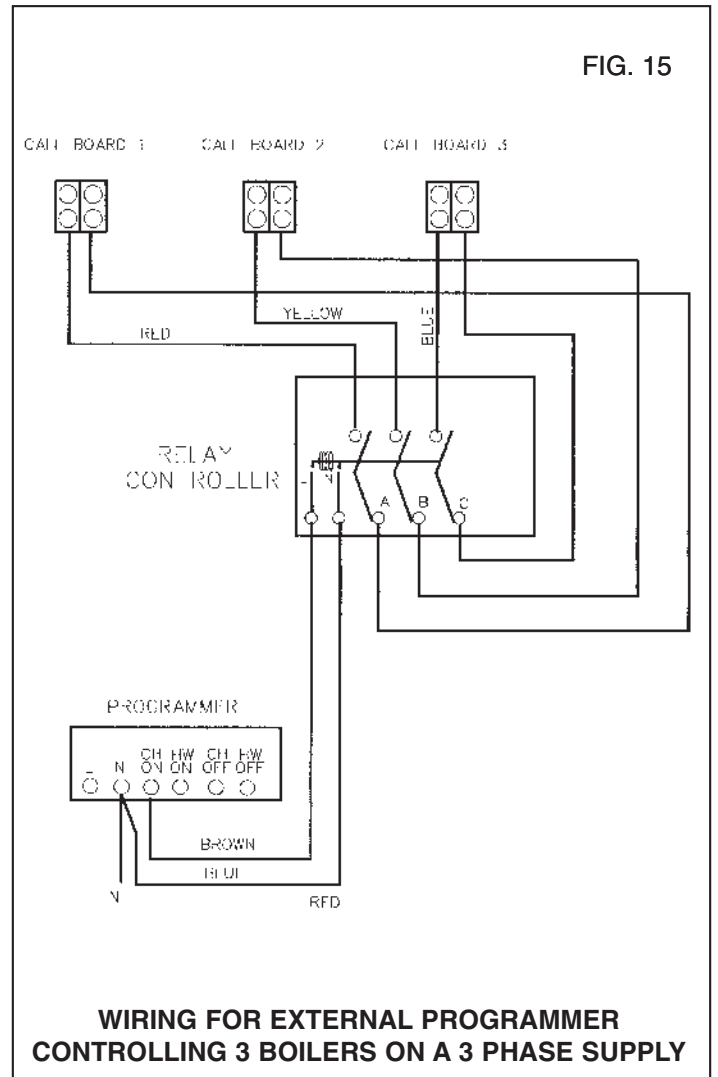 FIG. 15
CALL BOARD 1 CALL BOARD 2 CALL BOARD 3
YELLOW
RED
BLUE
RELAY
CONTROLLER
L N
A B C
PROGRAMMER
CH HW CH HW
L N ON ON OFF OFF
BROWN
BLUE
N RED
WIRING FOR EXTERNAL PROGRAMMER
CONTROLLING 3 BOILERS ON A 3 PHASE SUPPLY